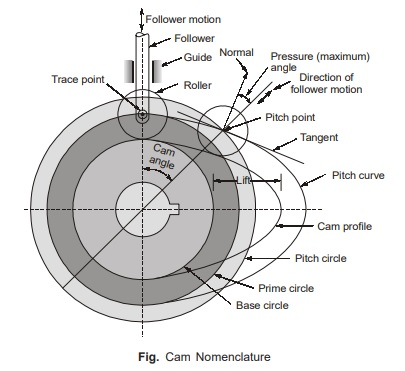 Follower motion
Follower
Guide
Normal
Pressure (maximum)
angle
Direction of
follower motion
Trace point
Roller
Pitch point
Tangent
Cam
angle
Pitch curve
Lift
Cam profile
Pitch circle
Prime circle
Base circle
Fig. Cam Nomenclature